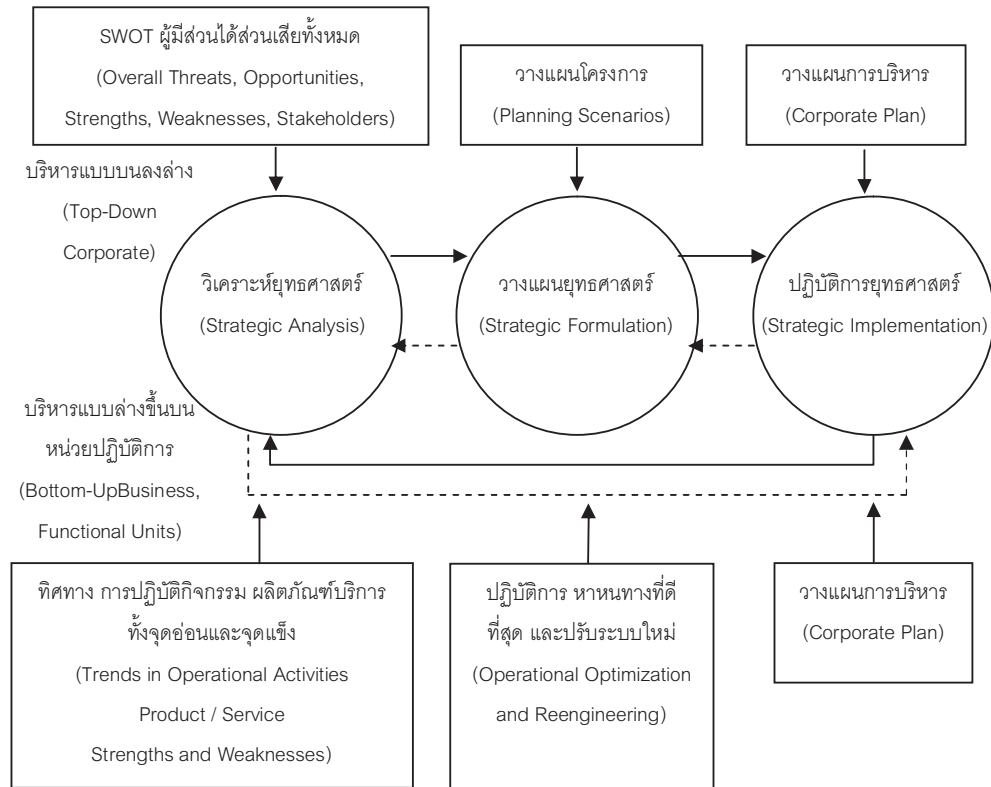 SWOT ผู้มีส่วนได้ส่วนเสียทั้งหมด
(Overall Threats, Opportunities,
Strengths, Weaknesses, Stakeholders)
วางแผนโครงการ
(Planning Scenarios)
วางแผนการบริหาร
(Corporate Plan)
บริหารแบบบนลงล่าง
(Top-Down
Corporate)
วิเคราะห์ยุทธศาสตร์
(Strategic Analysis)
วางแผนยุทธศาสตร์
(Strategic Formulation)
ปฏิบัติการยุทธศาสตร์
(Strategic Implementation)
บริหารแบบล่างขึ้นบน
หน่วยปฏิบัติการ
(Bottom-UpBusiness,
Functional Units)
ทิศทาง การปฏิบัติกิจกรรม ผลิตภัณฑ์บริการ
ทั้งจุดอ่อนและจุดแข็ง
(Trends in Operational Activities
Product / Service
Strengths and Weaknesses)
ปฏิบัติการ หาหนทางที่ดี
ที่สุด และปรับระบบใหม่
(Operational Optimization
and Reengineering)
วางแผนการบริหาร
(Corporate Plan)